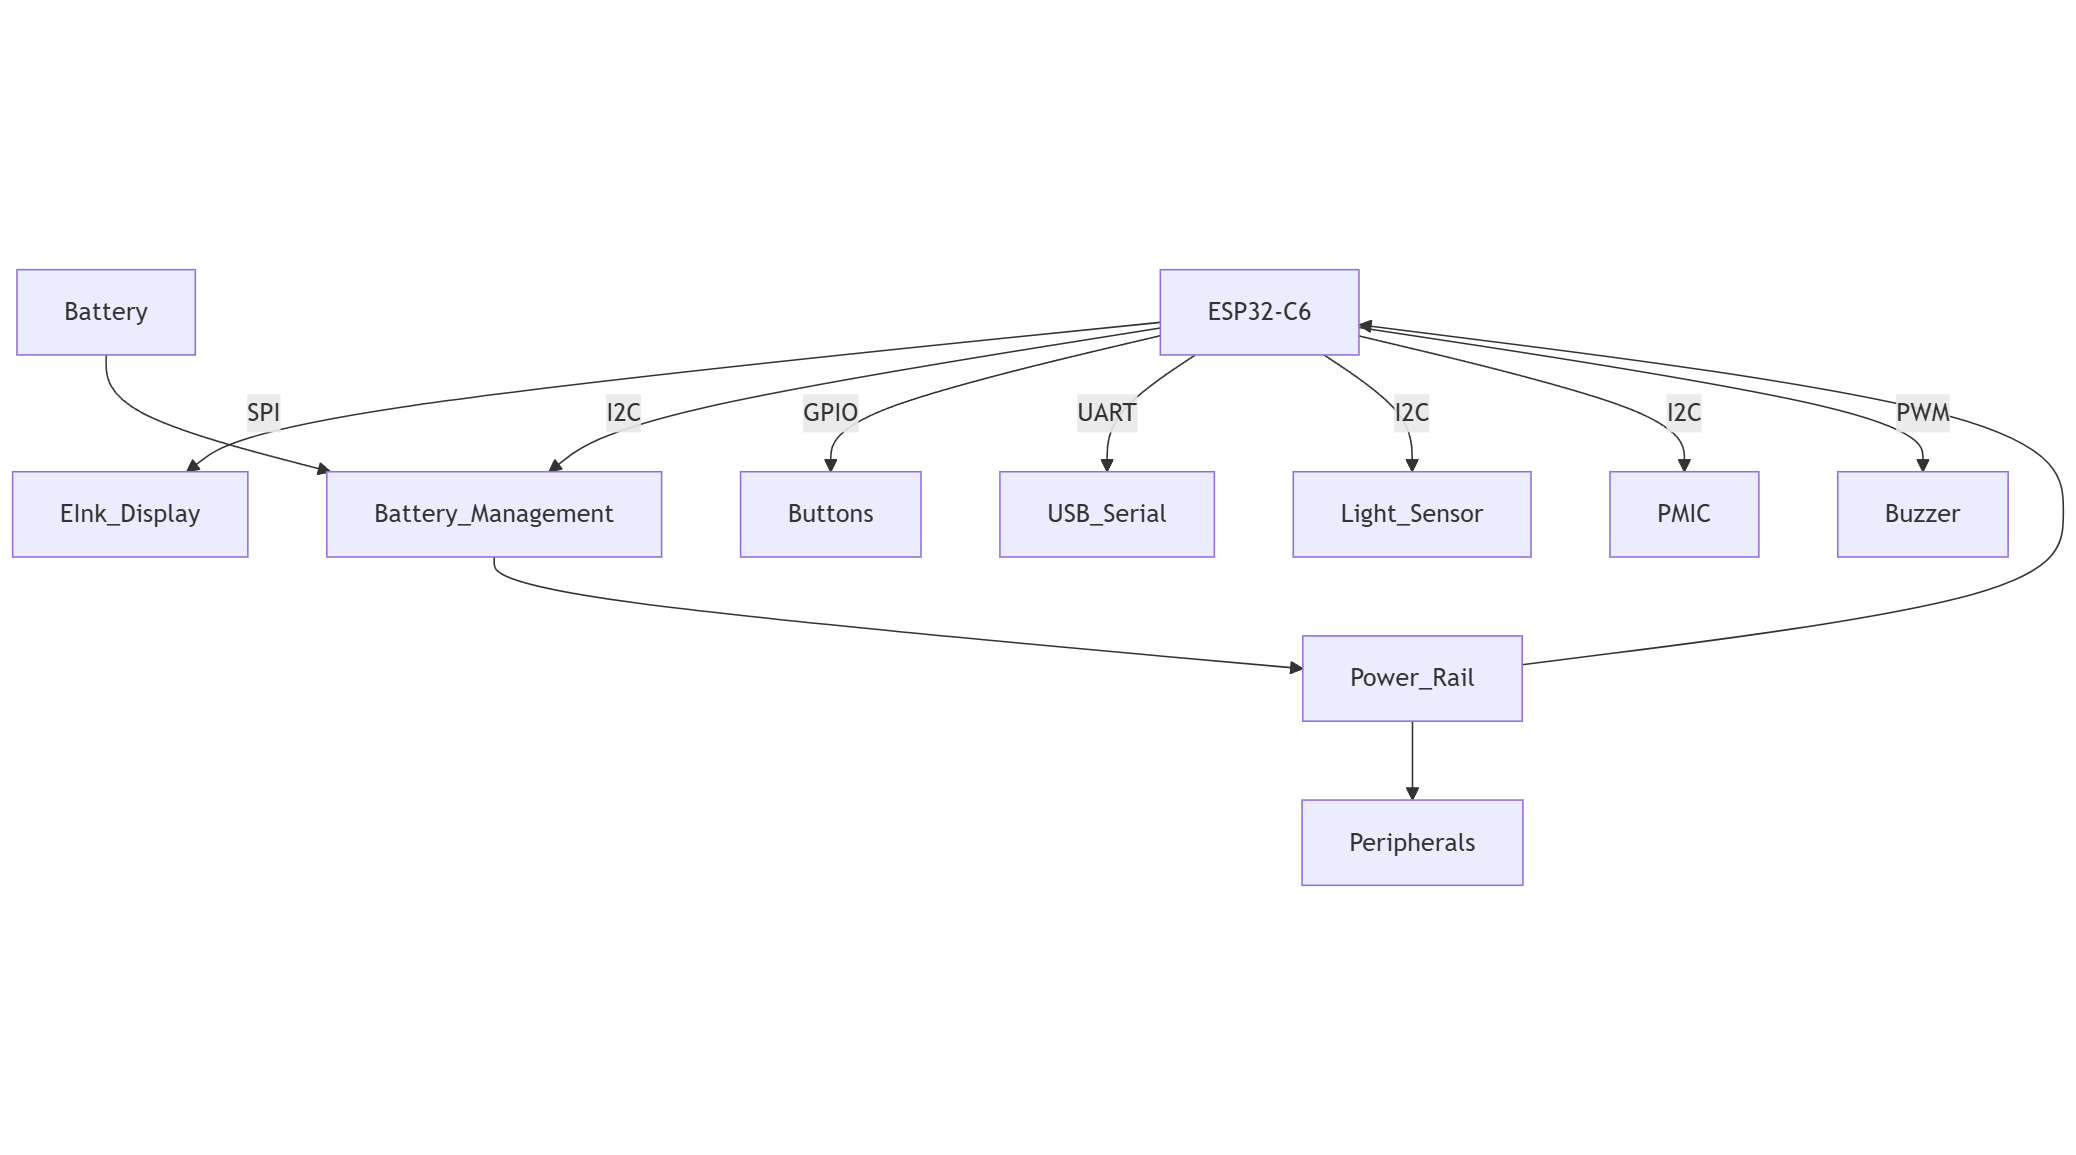 Battery
ESP32-C6
SPI
I2C
GPIO
UART
I2C
I2C
PWM
EInk_Display
Battery_Management
Buttons
USB_Serial
Light_Sensor
PMIC
Buzzer
Power_Rail
Peripherals